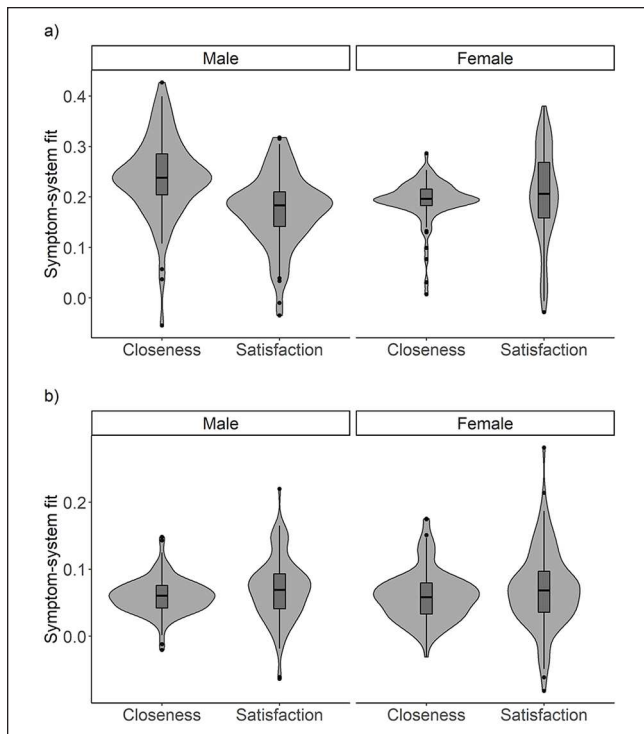 a)
Male Female
Symptom-system fit
0.4
0.3
0.2
0.1
0.0
Closeness Satisfaction Closeness Satisfaction
b)
Male Female
Symptom-system fit
0.2
0.1
0.0
Closeness Satisfaction Closeness Satisfaction